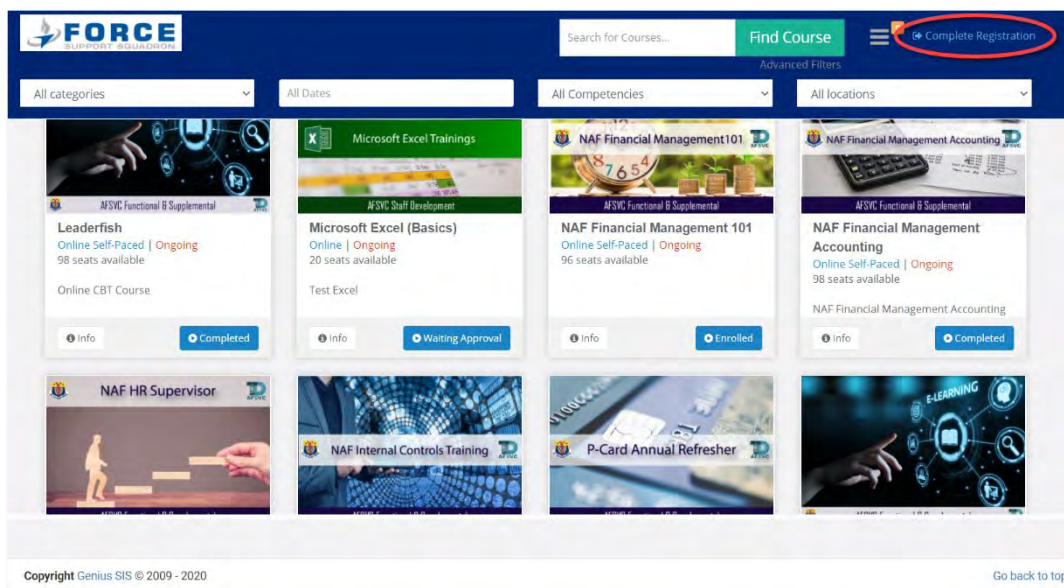 FORCE
SUPPORT SQUADRON
Search for Courses...
Find Course
Complete Registration
Advanced Filters
All categories
All Dates
All Competencies
All locations
Microsoft Excel Trainings
NAF Financial Management101
NAF Financial Management Accounting
AFSVC
AFSVC
AFSVC Functional & Supplemental
AFSVC Staff Development
AFSVC Functional & Supplemental
AFSVC Functional & Supplemental
Leaderfish
Online Self-Paced | Ongoing
98 seats available
Online CBT Course
Info
Completed
Microsoft Excel (Basics)
Online | Ongoing
20 seats available
Test Excel
Info
Waiting Approval
NAF Financial Management 101
Online Self-Paced | Ongoing
96 seats available
Info
Enrolled
NAF Financial Management
Accounting
Online Self-Paced | Ongoing
98 seats available
NAF Financial Management Accounting
Info
Completed
NAF HR Supervisor
AFSVC
NAF Internal Controls Training
AFSVC
P-Card Annual Refresher
AFSVC
E-LEARNING
Copyright Genius SIS © 2009 - 2020
Go back to top